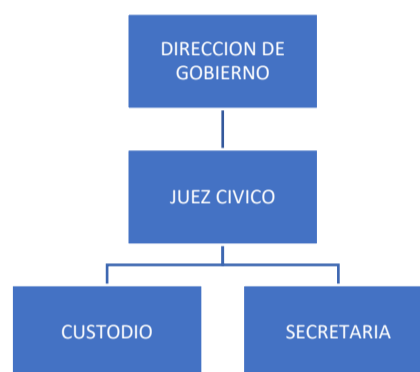 DIRECCION DE
GOBIERNO
JUEZ CIVICO
CUSTODIO
SECRETARIA